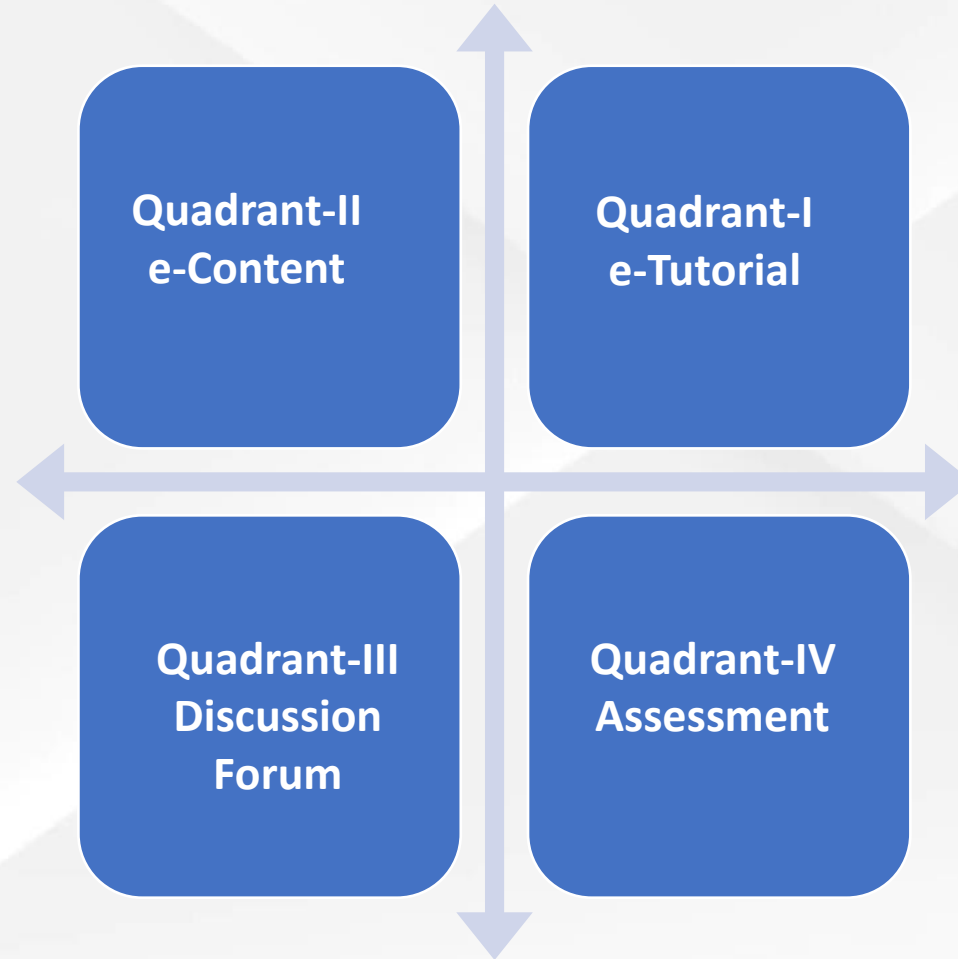 Quadrant-II
e-Content
Quadrant-I
e-Tutorial
Quadrant-III
Discussion
Forum
Quadrant-IV
Assessment